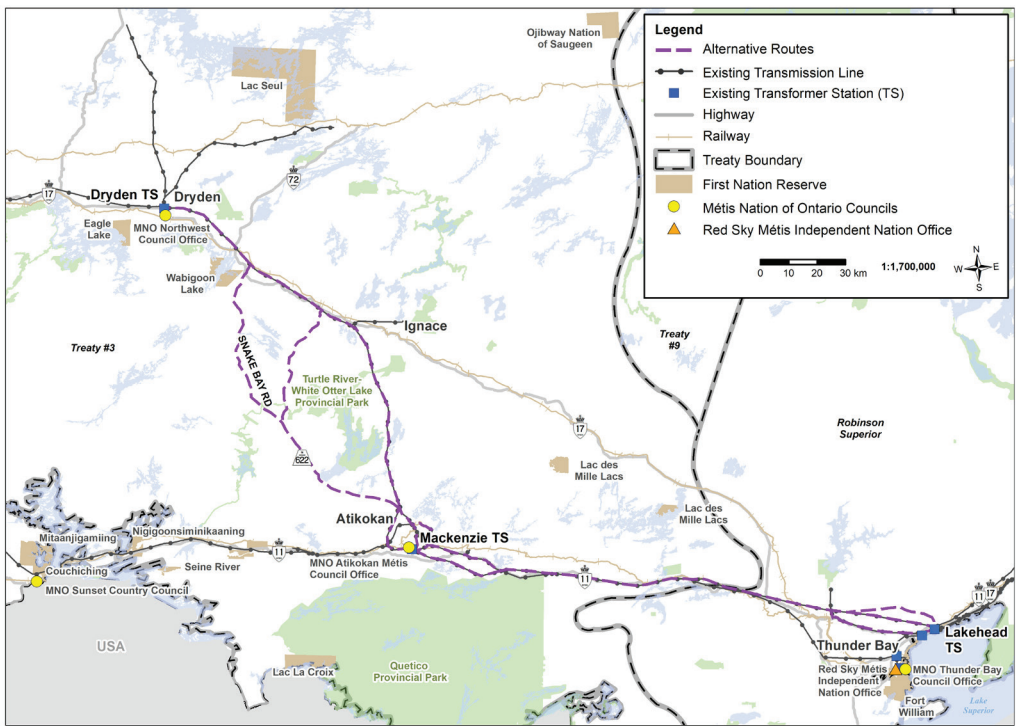 Legend
Alternative Routes
Existing Transmission Line
Existing Transformer Station (TS)
Highway
Railway
Treaty Boundary
First Nation Reserve
Métis Nation of Ontario Councils
Red Sky Métis Independent Nation Office
0 10 20 30 km
1:1,700,000
N
W E
S
Ojibway Nation
of Saugeen
Lac Seul
17
Dryden TS
Dryden
72
Eagle
Lake
MNO Northwest
Council Office
Wabigoon
Lake
Ignace
Treaty #3
Treaty
#9
SNAKE BAY RD
Turtle River-
White Otter Lake
Provincial Park
Robinson
Superior
17
622
Lac des
Mille Lacs
Lac des
Mille Lacs
Atikokan
Mackenzie TS
Mitaanjigamiing
Nigigoonsiminikaaning
11
Seine River
MNO Atikokan Métis
Council Office
Couchiching
MNO Sunset Country Council
11
11
17
USA
Lac La Croix
Quetico
Provincial Park
Thunder Bay
Lakehead
TS
Red Sky Métis
Independent
Nation Office
MNO Thunder Bay
Council Office
Fort
William
Lake
Superior